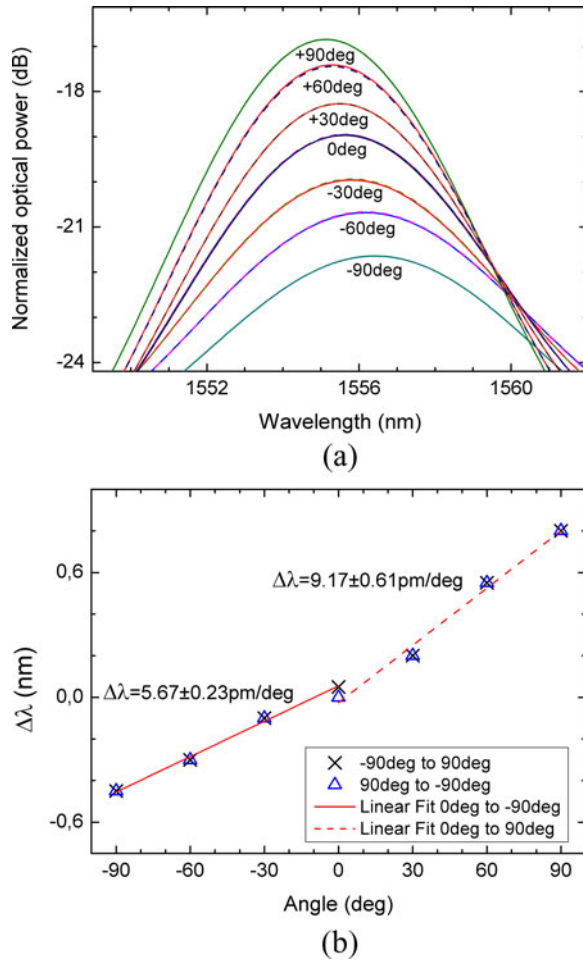 Normalized optical power (dB)
-18
-21
-24
+90deg
+60deg
+30deg
0deg
-30deg
-60deg
-90deg
1552 1556 1560
Wavelength (nm)
(a)
Δλ (nm)
0,6
0,0
-0,6
Δλ=9.17±0.61pm/deg
Δλ=5.67±0.23pm/deg
-90deg to 90deg
90deg to -90deg
Linear Fit 0deg to -90deg
Linear Fit 0deg to 90deg
-90 -60 -30 0 30 60 90
Angle (deg)
(b)